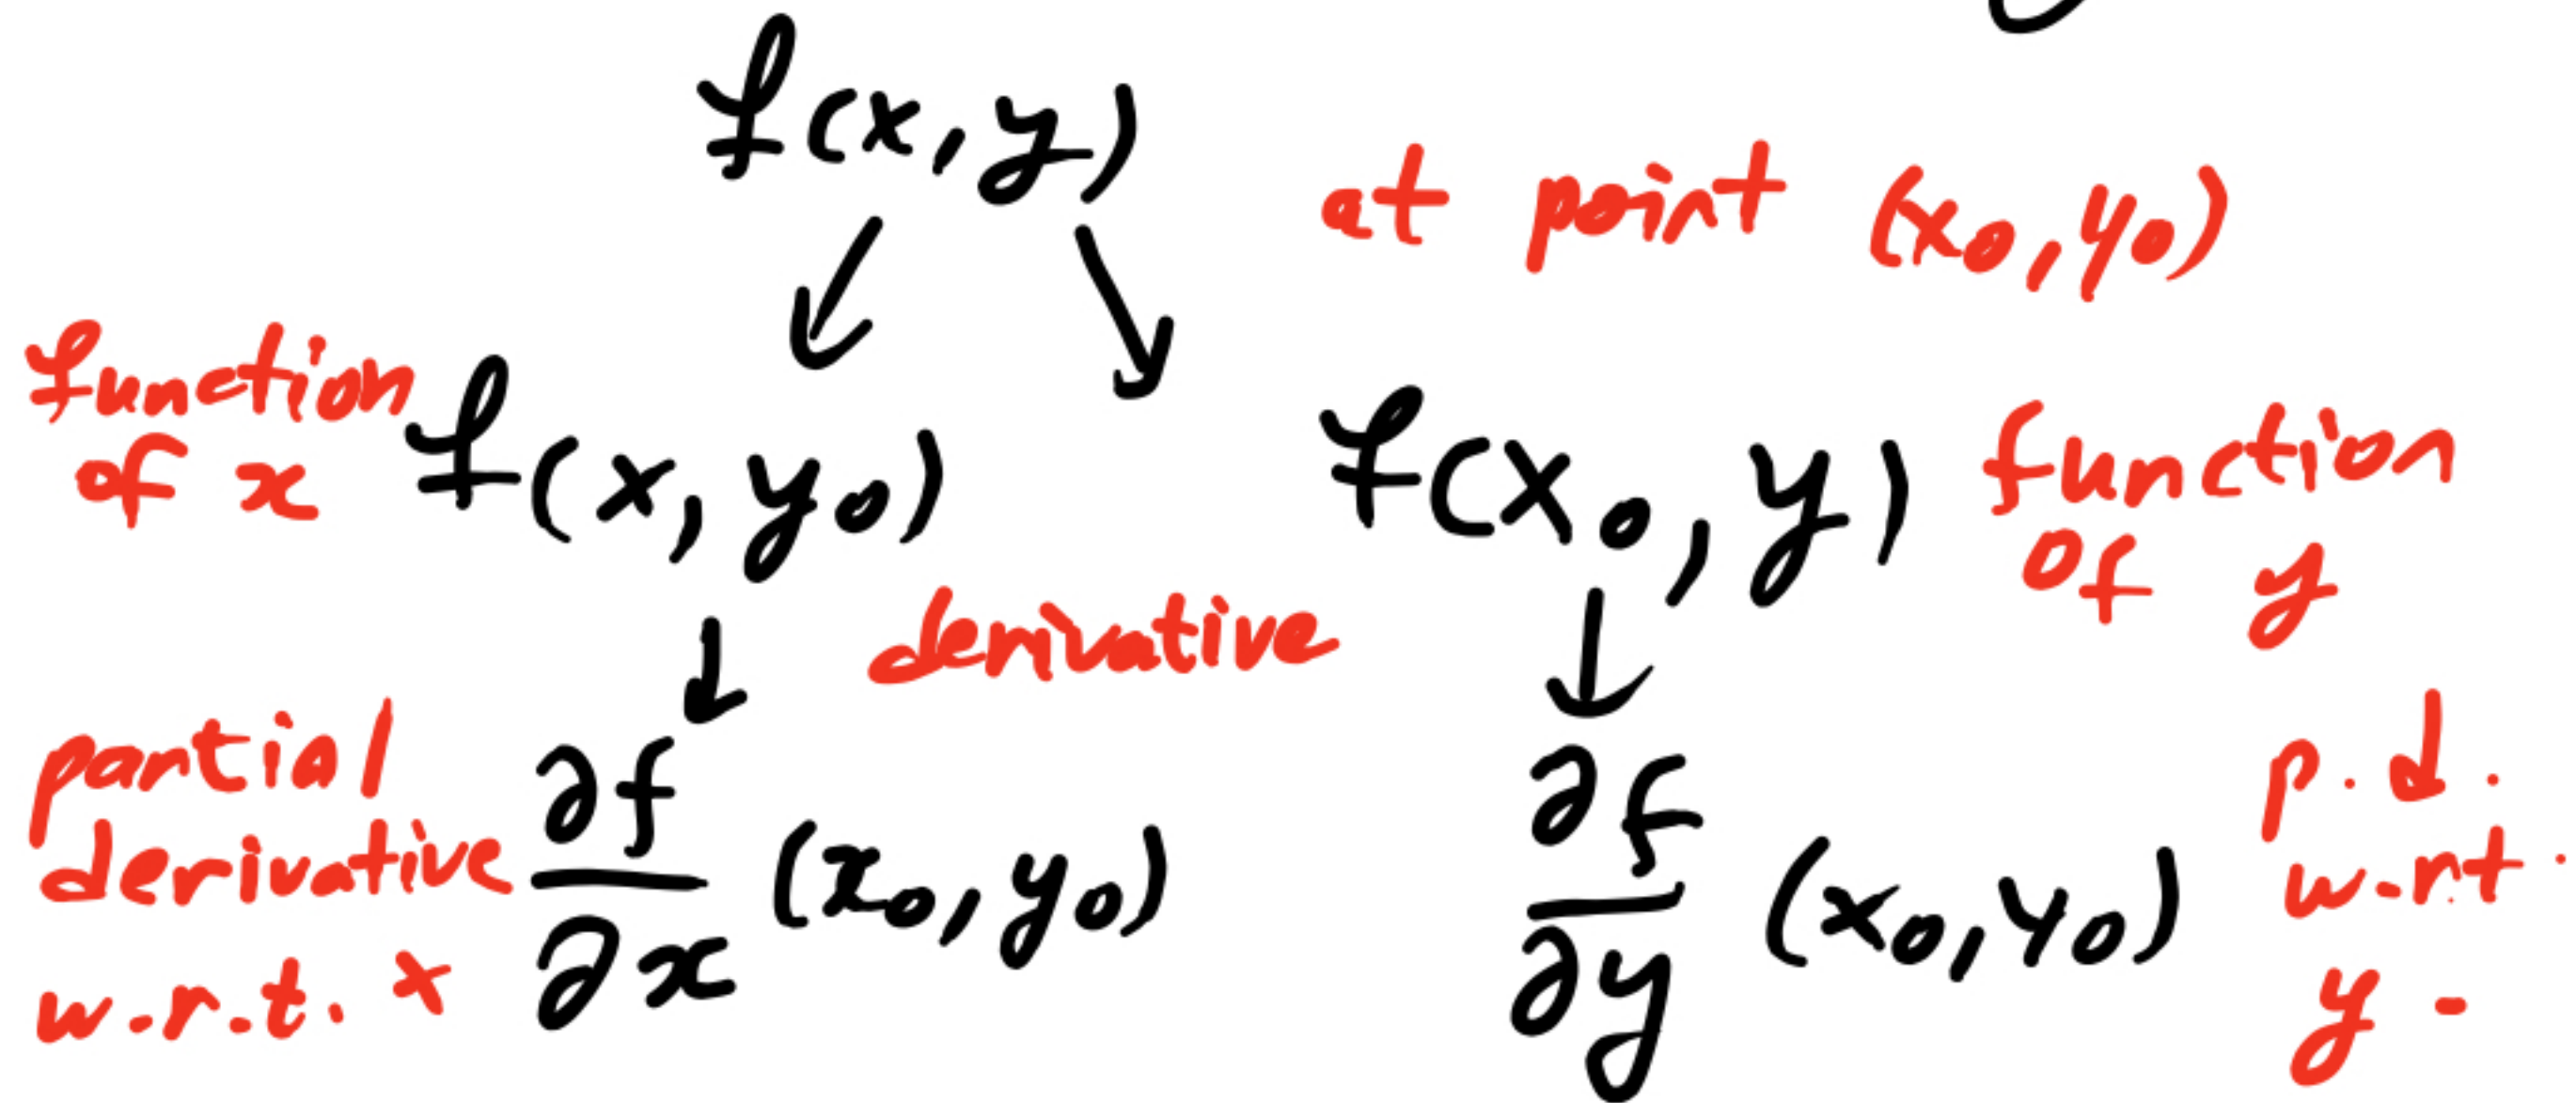 f(x,y)
at point (x₀,y₀)
function
of x
f(x,y₀)
f(x₀,y)
function
of y
derivative
partial
derivative
w.r.t. x
∂f/∂x (x₀,y₀)
∂f/∂y (x₀,y₀)
p.d.
w.r.t.
y.